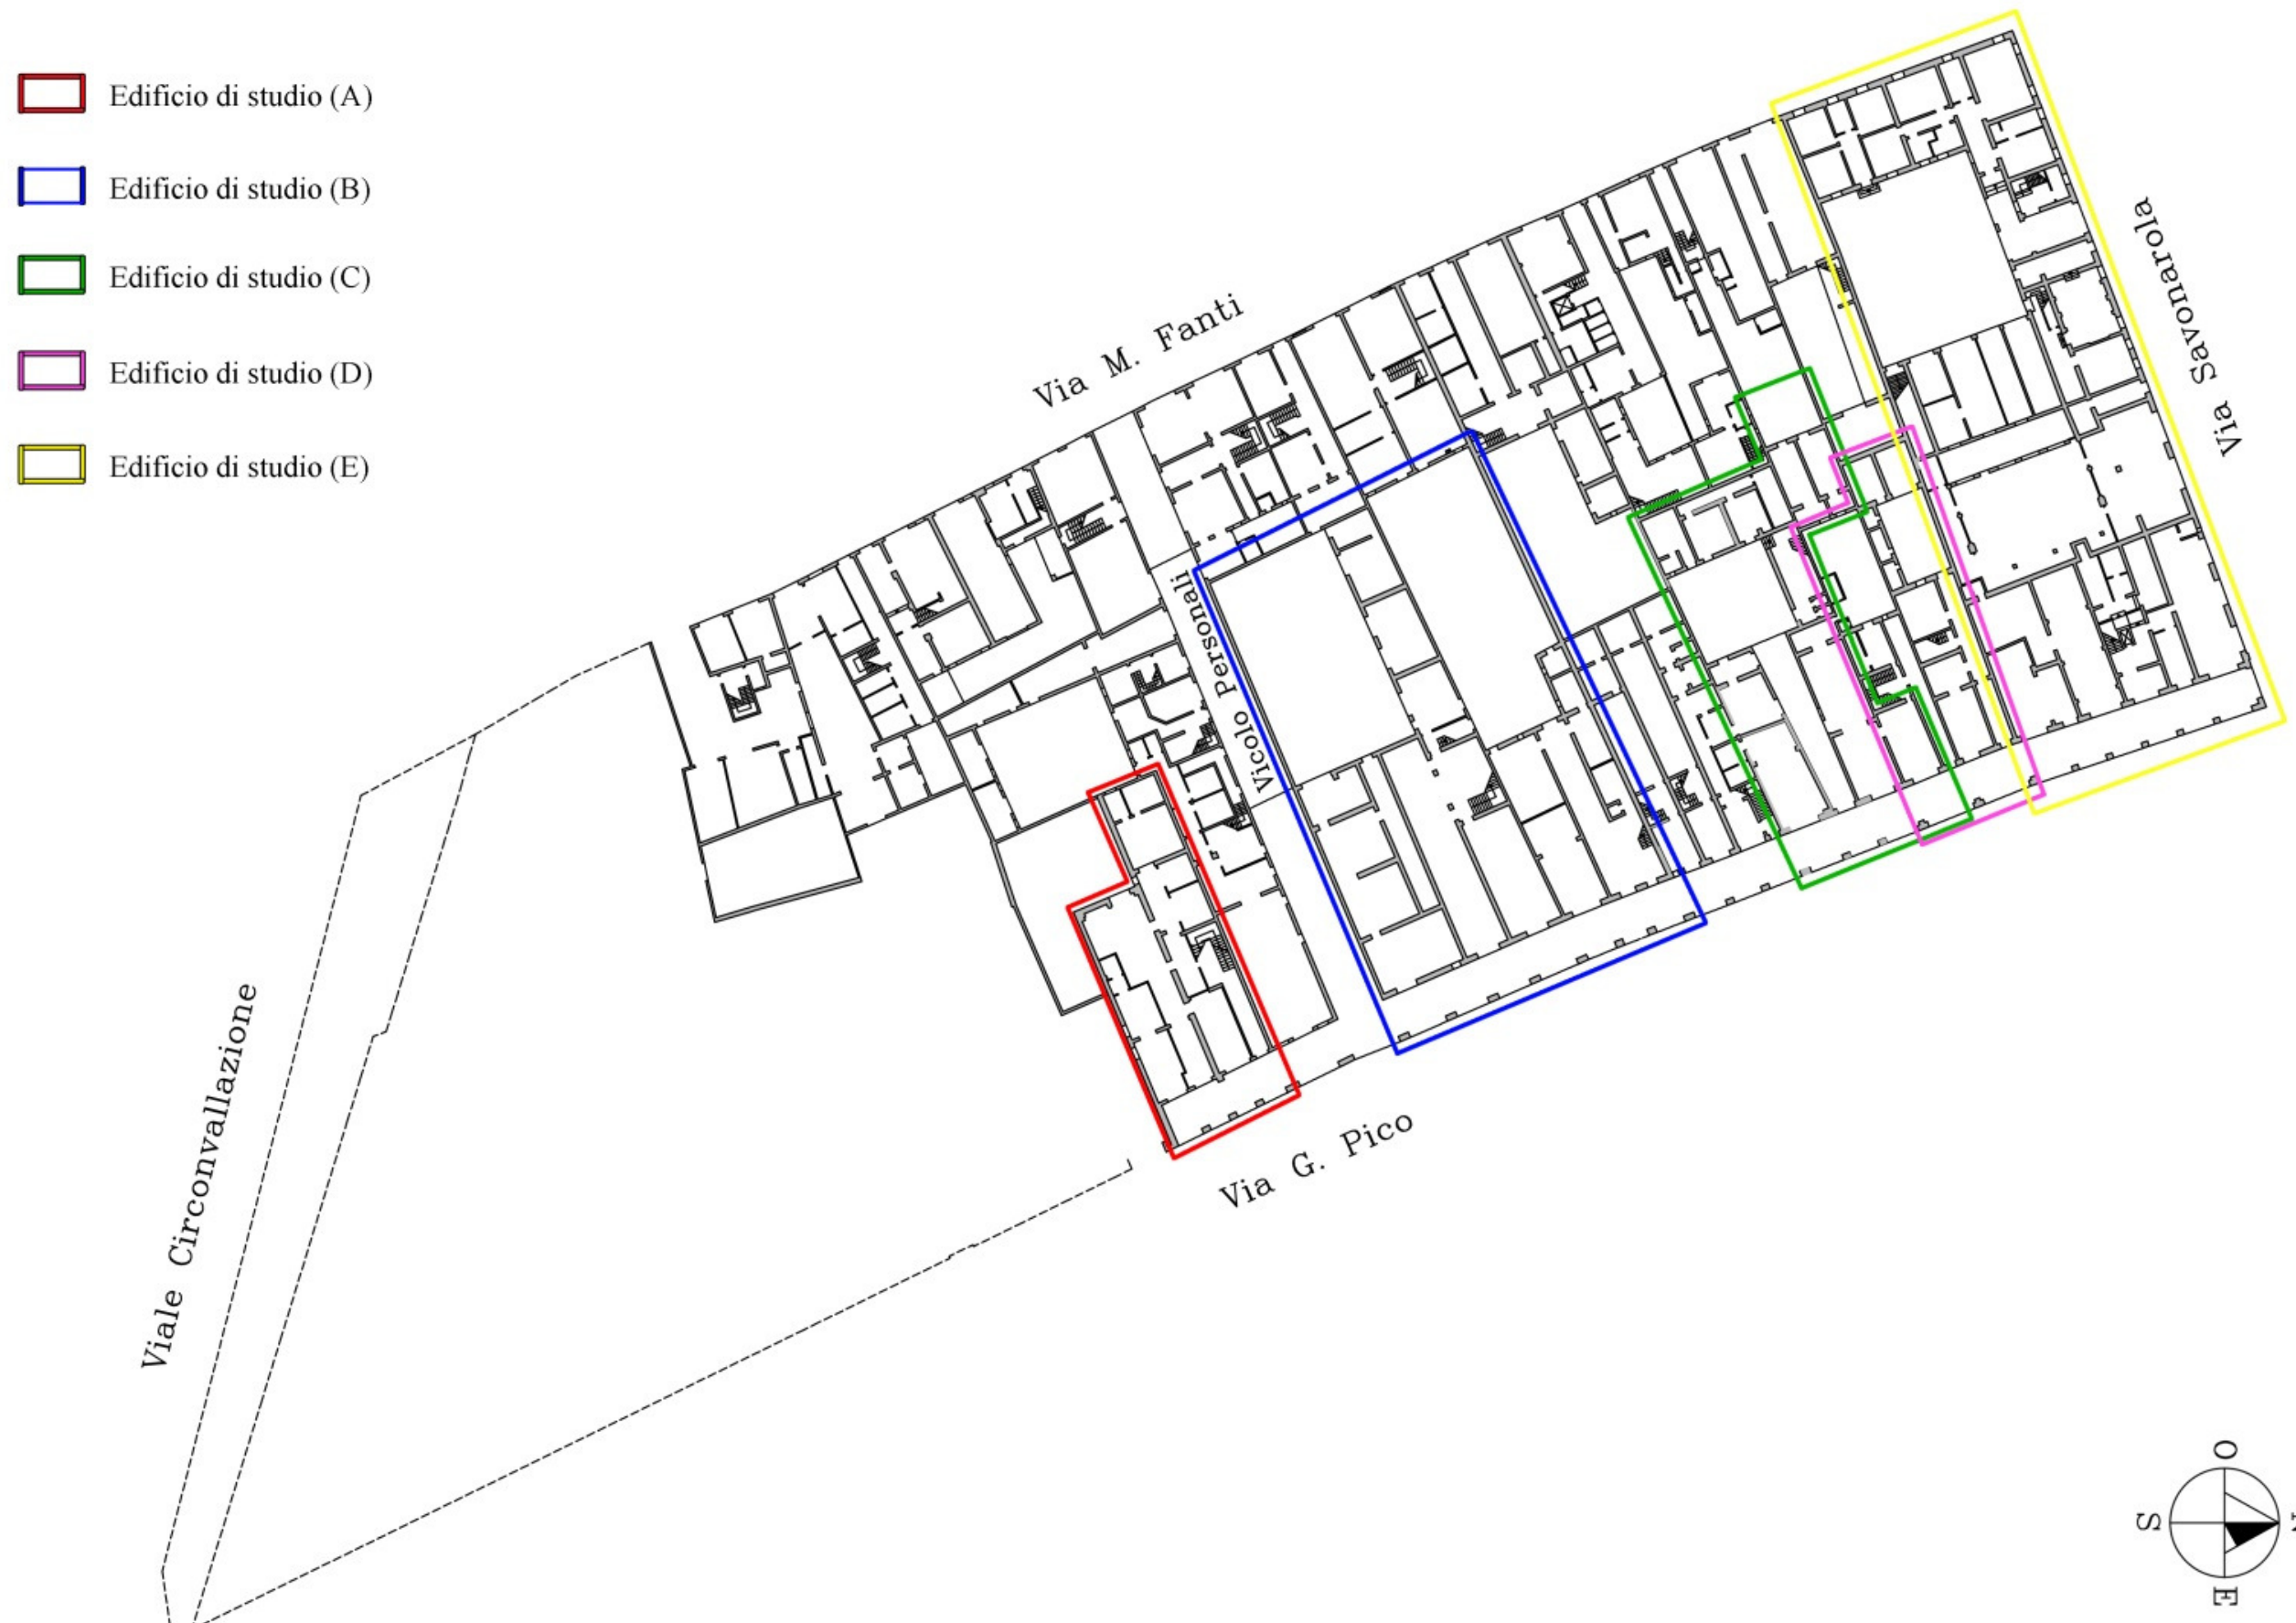 Edificio di studio (A)
Edificio di studio (B)
Edificio di studio (C)
Edificio di studio (D)
Edificio di studio (E)
Via M. Fanti
Via Savonarola
Vicolo Personali
Viale Circonvallazione
Via G. Pico
O
S
E